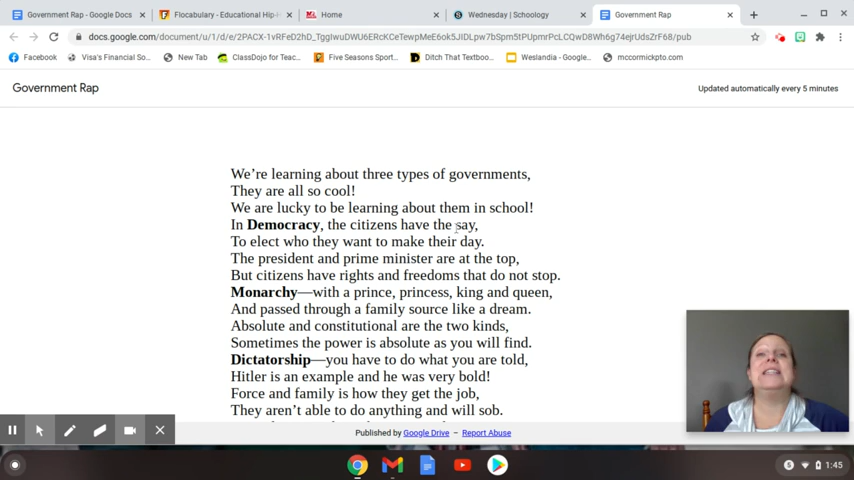 Government Rap - Google Docs
Flocabulary - Educational Hip-H
Home
Wednesday | Schoology
Government Rap
Facebook
Visa's Financial So...
New Tab
ClassDojo for Teac...
Five Seasons Sport...
Ditch That Textboo...
Weslandia - Google...
mccormickpto.com
Government Rap
Updated automatically every 5 minutes
We're learning about three types of governments,
They are all so cool!
We are lucky to be learning about them in school!
In Democracy, the citizens have the say,
To elect who they want to make their day.
The president and prime minister are at the top,
But citizens have rights and freedoms that do not stop.
Monarchy—with a prince, princess, king and queen,
And passed through a family source like a dream.
Absolute and constitutional are the two kinds,
Sometimes the power is absolute as you will find.
Dictatorship—you have to do what you are told,
Hitler is an example and he was very bold!
Force and family is how they get the job,
They aren't able to do anything and will sob.
Published by Google Drive – Report Abuse
1:45